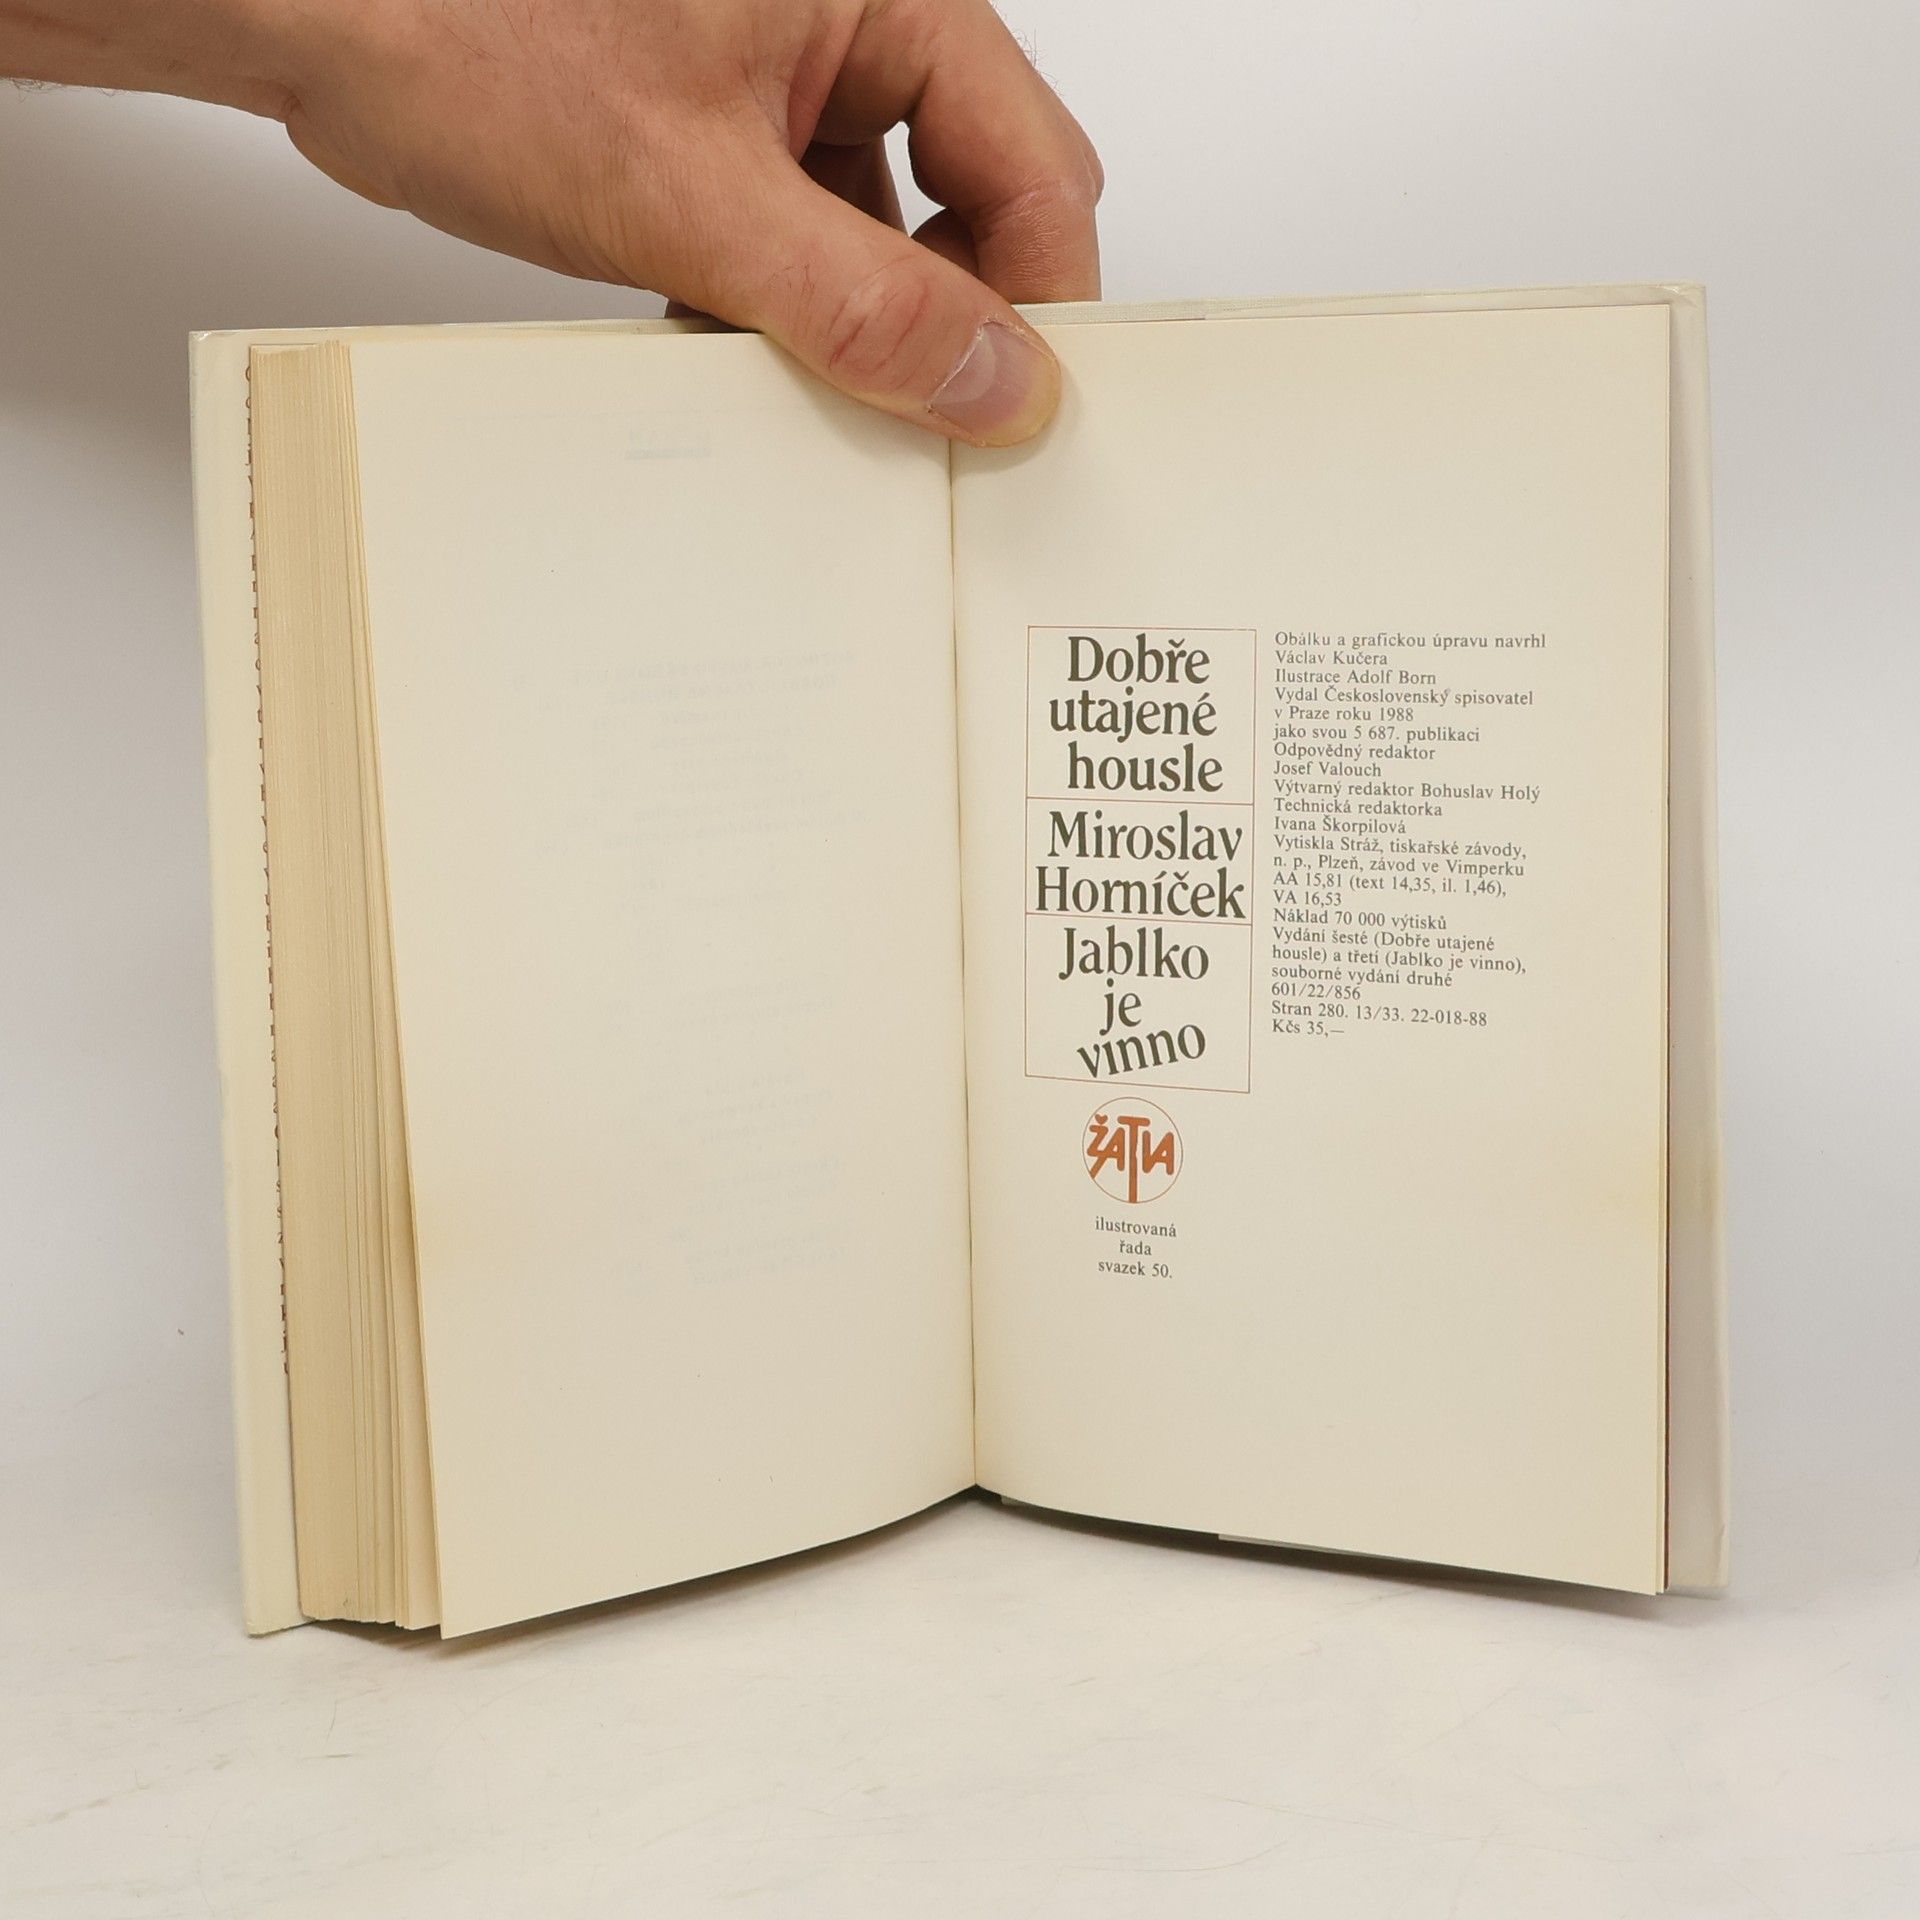 Dobře
utajené
housle
Miroslav
Horníček
Jablko
je
vinno
ŽATVA
ilustrovaná
řada
svazek 50.
Obálku a grafickou úpravu navrhl
Václav Kučera
Ilustrace Adolf Born
Vydal Československý spisovatel
v Praze roku 1988
jako svou 5 687. publikaci
Odpovědný redaktor
Josef Valouch
Výtvarný redaktor Bohuslav Holý
Technická redaktorka
Ivana Škorpilová
Vytiskla Stráž, tiskařské závody,
n. p., Plzeň, závod ve Vimperku
AA 15,81 (text 14,35, il. 1,46),
VA 16,53
Náklad 70 000 výtisků
Vydání šesté (Dobře utajené
housle) a třetí (Jablko je vinno),
souborné vydání druhé
601/22/856
Stran 280. 13/33. 22-018-88
Kčs 35,—